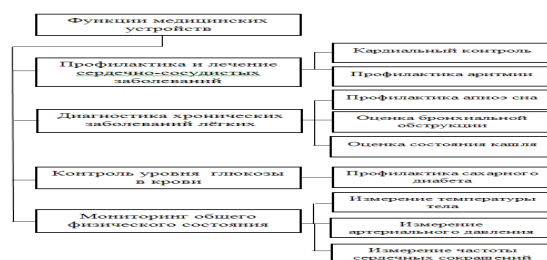 Функции медицинских
устройств
Профилактика и лечение
сердечно-сосудистых
заболеваний
Кардиальный контроль
Профилактика аритмии
Диагностика хронических
заболеваний лёгких
Профилактика апноэ сна
Оценка бронхиальной
обструкции
Оценка состояния кашля
Контроль уровня глюкозы
в крови
Профилактика сахарного
диабета
Мониторинг общего
физического состояния
Измерение температуры
тела
Измерение
артериального давления
Измерение частоты
сердечных сокращений